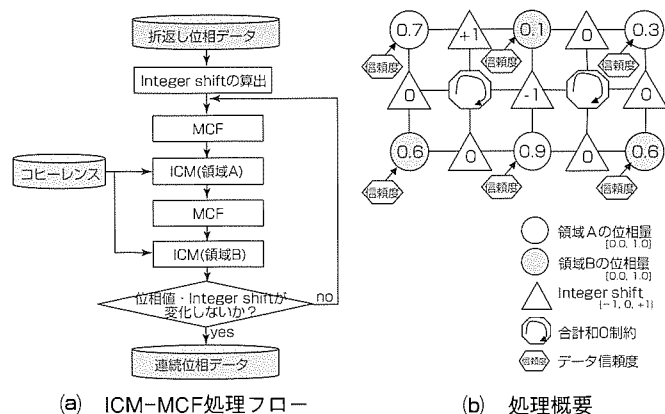 折返し位相データ
Integer shiftの算出
MCF
コヒーレンス
ICM(領域A)
MCF
ICM(領域B)
位相値・Integer shiftが
変化しないか？
no
yes
連続位相データ
(a) ICM-MCF処理フロー
0.7
+1
0.1
0
0.3
信頼度
信頼度
信頼度
0
-1
0
0.6
0
0.9
0
0.6
信頼度
信頼度
信頼度
領域Aの位相量
[0.0, 1.0]
領域Bの位相量
[0.0, 1.0]
Integer shift
{-1, 0, +1}
合計和0制約
信頼度
データ信頼度
(b) 処理概要